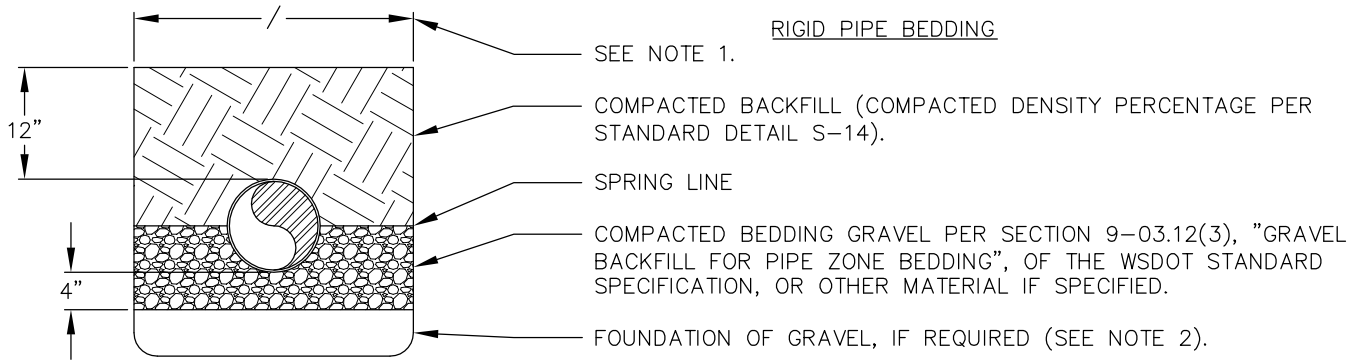 RIGID PIPE BEDDING
SEE NOTE 1.
COMPACTED BACKFILL (COMPACTED DENSITY PERCENTAGE PER
STANDARD DETAIL S-14).
12"
SPRING LINE
COMPACTED BEDDING GRAVEL PER SECTION 9-03.12(3), "GRAVEL
BACKFILL FOR PIPE ZONE BEDDING", OF THE WSDOT STANDARD
SPECIFICATION, OR OTHER MATERIAL IF SPECIFIED.
4"
FOUNDATION OF GRAVEL, IF REQUIRED (SEE NOTE 2).